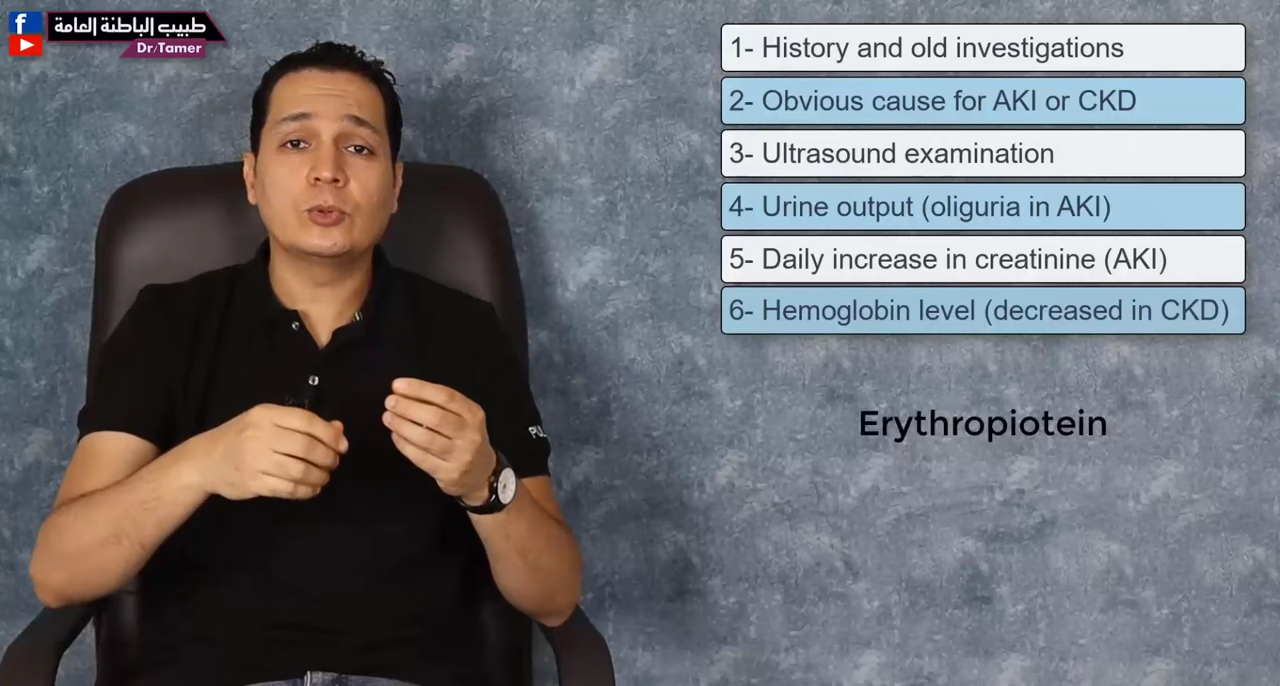 f
طبيب الباطنة العامة
Dr/Tamer
1- History and old investigations
2- Obvious cause for AKI or CKD
3- Ultrasound examination
4- Urine output (oliguria in AKI)
5- Daily increase in creatinine (AKI)
6- Hemoglobin level (decreased in CKD)
Erythropiotein